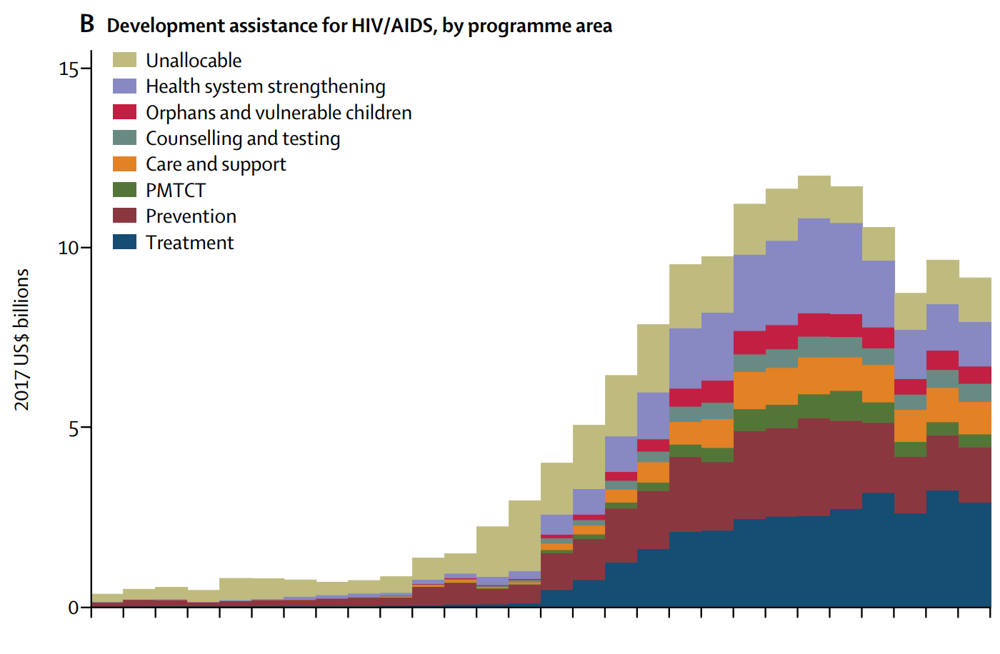 B Development assistance for HIV/AIDS, by programme area
Unallocable
Health system strengthening
Orphans and vulnerable children
Counselling and testing
Care and support
PMTCT
Prevention
Treatment
15
10
5
0
2017 US$ billions